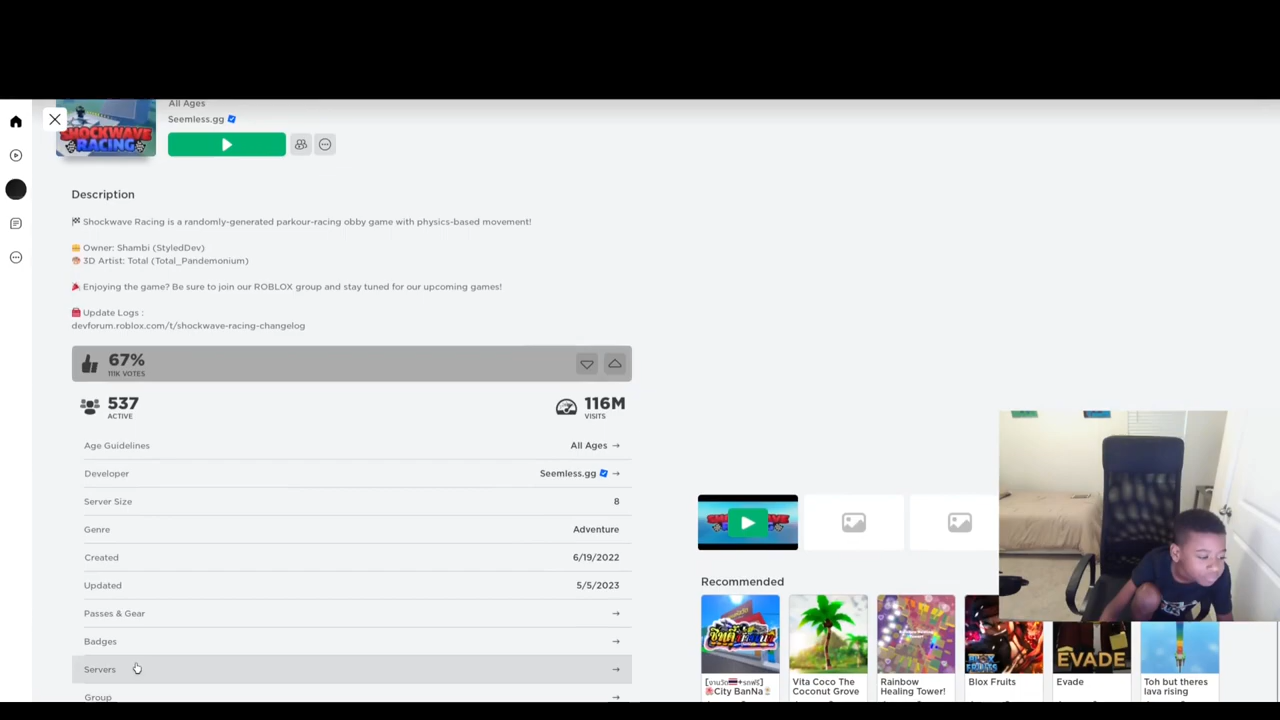 All Ages
Seemless.gg
SHOCKWAVE
RACING
Description
🏁 Shockwave Racing is a randomly-generated parkour-racing obby game with physics-based movement!
🍔 Owner: Shambi (StyledDev)
🍣 3D Artist: Total (Total_Pandemonium)
🎉 Enjoying the game? Be sure to join our ROBLOX group and stay tuned for our upcoming games!
🧰 Update Logs :
devforum.roblox.com/t/shockwave-racing-changelog
67%
111K VOTES
537
ACTIVE
116M
VISITS
Age Guidelines
All Ages →
Developer
Seemless.gg →
Server Size
8
Genre
Adventure
Created
6/19/2022
Updated
5/5/2023
Passes & Gear →
Badges →
Servers →
Group →
Recommended
BLOX FRUITS
EVADE
City BanNa
Vita Coco The
Coconut Grove
Rainbow
Healing Tower!
Blox Fruits
Evade
Toh but theres
lava rising